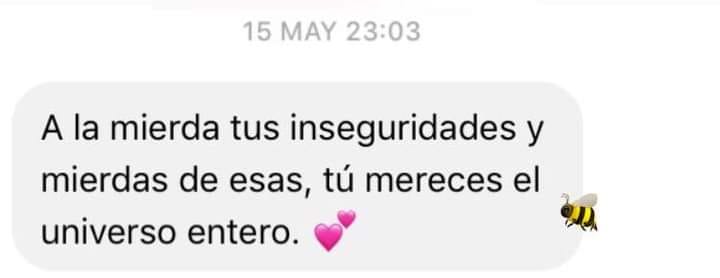 15 MAY 23:03
A la mierda tus inseguridades y
mierdas de esas, tú mereces el
universo entero. 💕